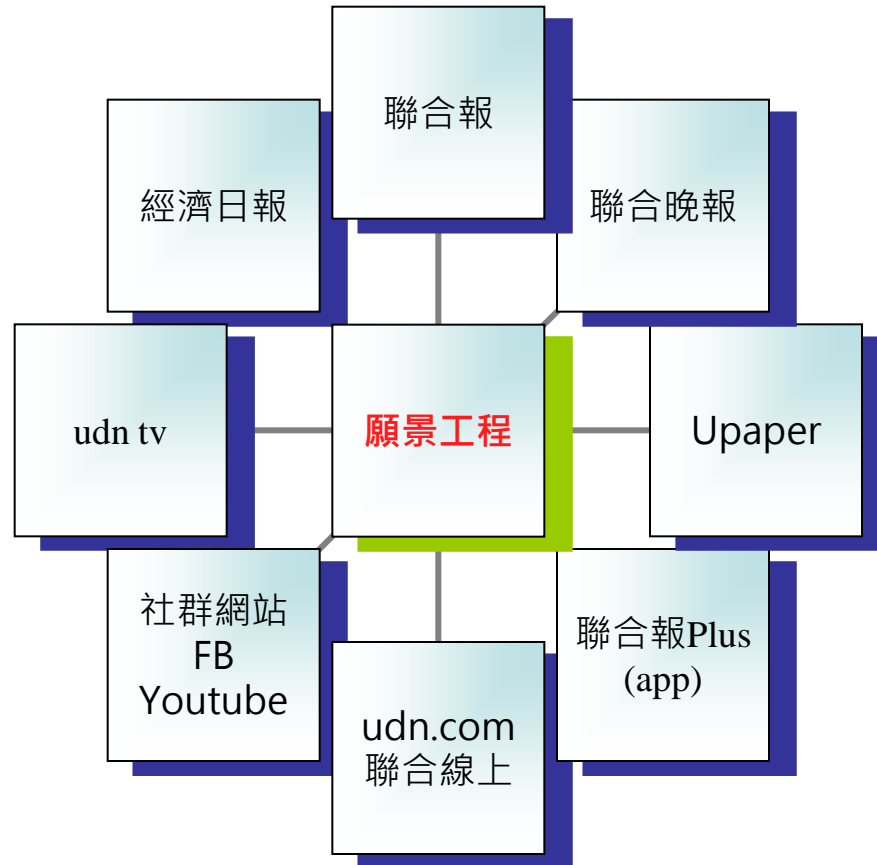 聯合報
經濟日報
聯合晚報
udn tv
願景工程
Upaper
社群網站
FB
Youtube
聯合報Plus
(app)
udn.com
聯合線上